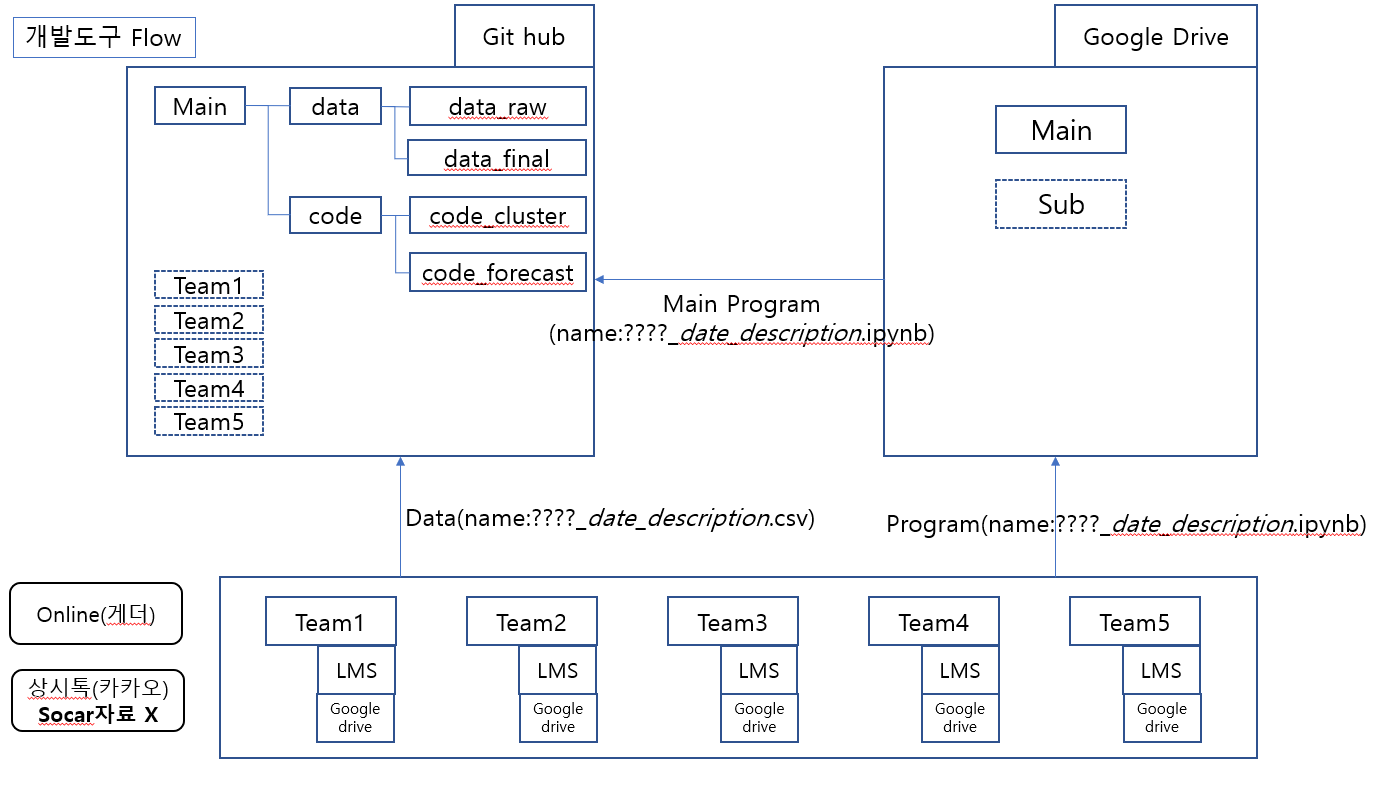 개발도구 Flow
Git hub
Google Drive
Main
data
data_raw
data_final
code
code_cluster
code_forecast
Team1
Team2
Team3
Team4
Team5
Main
Sub
Main Program
(name:????_date_description.ipynb)
Data(name:????_date_description.csv)
Program(name:????_date_description.ipynb)
Online(게더)
상시톡(카카오)
Socar자료 X
Team1
LMS
Google
drive
Team2
LMS
Google
drive
Team3
LMS
Google
drive
Team4
LMS
Google
drive
Team5
LMS
Google
drive